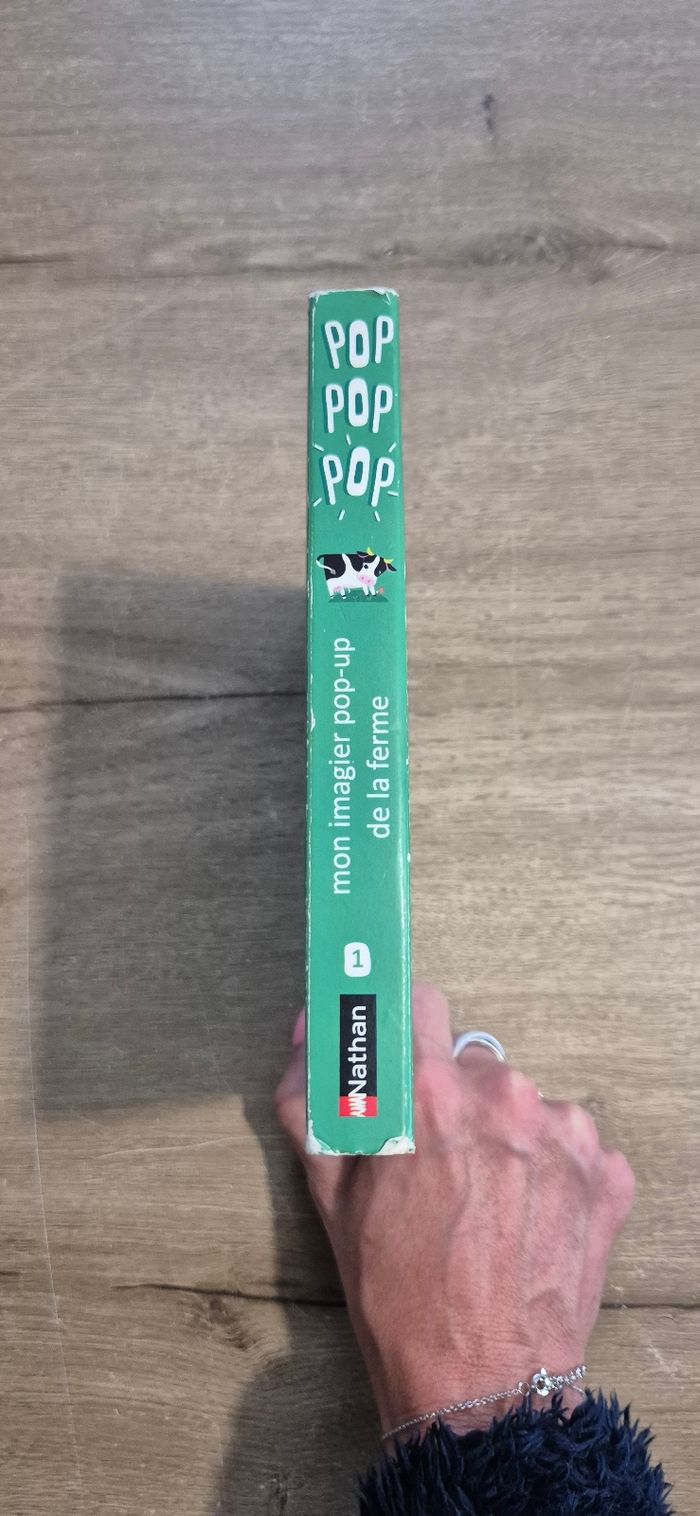 POP
POP
POP
mon imagier pop-up
de la ferme
1
Nathan